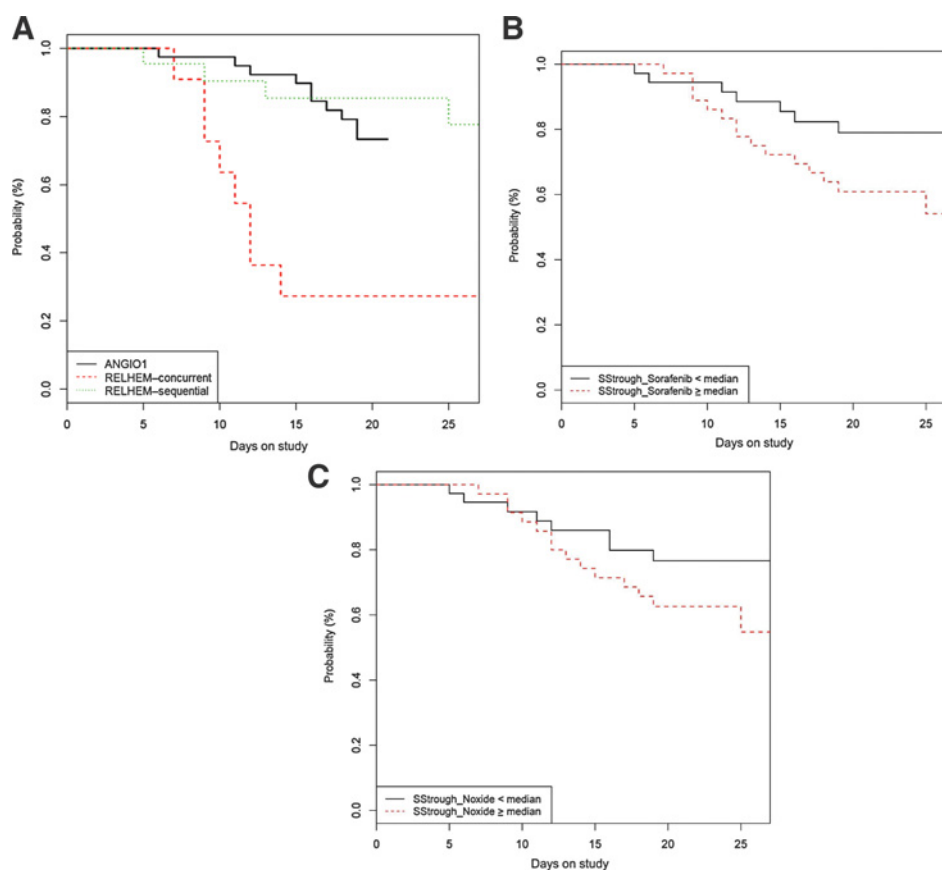 A
Probability (%)
1.0
0.8
0.6
0.4
0.2
0.0
ANGIO1
RELHEM–concurrent
RELHEM–sequential
0 5 10 15 20 25
Days on study
B
Probability (%)
1.0
0.8
0.6
0.4
0.2
0.0
SStrough_Sorafenib < median
SStrough_Sorafenib ≥ median
0 5 10 15 20 25
Days on study
C
Probability (%)
1.0
0.8
0.6
0.4
0.2
0.0
SStrough_Noxide < median
SStrough_Noxide ≥ median
0 5 10 15 20 25
Days on study